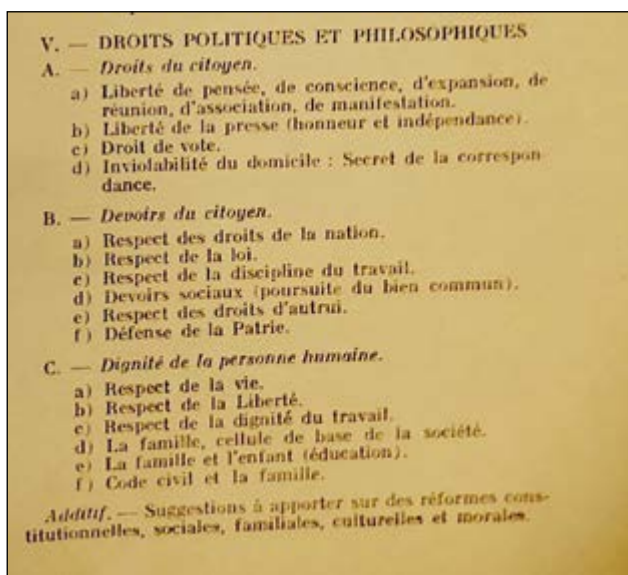 V. — DROITS POLITIQUES ET PHILOSOPHIQUES
A. — Droits du citoyen.
a) Liberté de pensée, de conscience, d'expansion, de
réunion, d'association, de manifestation.
b) Liberté de la presse (honneur et indépendance).
c) Droit de vote.
d) Inviolabilité du domicile : Secret de la correspon-
dance.
B. — Devoirs du citoyen.
a) Respect des droits de la nation.
b) Respect de la loi.
c) Respect de la discipline du travail.
d) Devoirs sociaux (poursuite du bien commun).
e) Respect des droits d'autrui.
f) Défense de la Patrie.
C. — Dignité de la personne humaine.
a) Respect de la vie.
b) Respect de la Liberté.
c) Respect de la dignité du travail.
d) La famille, cellule de base de la société.
e) La famille et l'enfant (éducation).
f) Code civil et la famille.
Additif. — Suggestions à apporter sur des réformes cons-
titutionnelles, sociales, familiales, culturelles et morales.